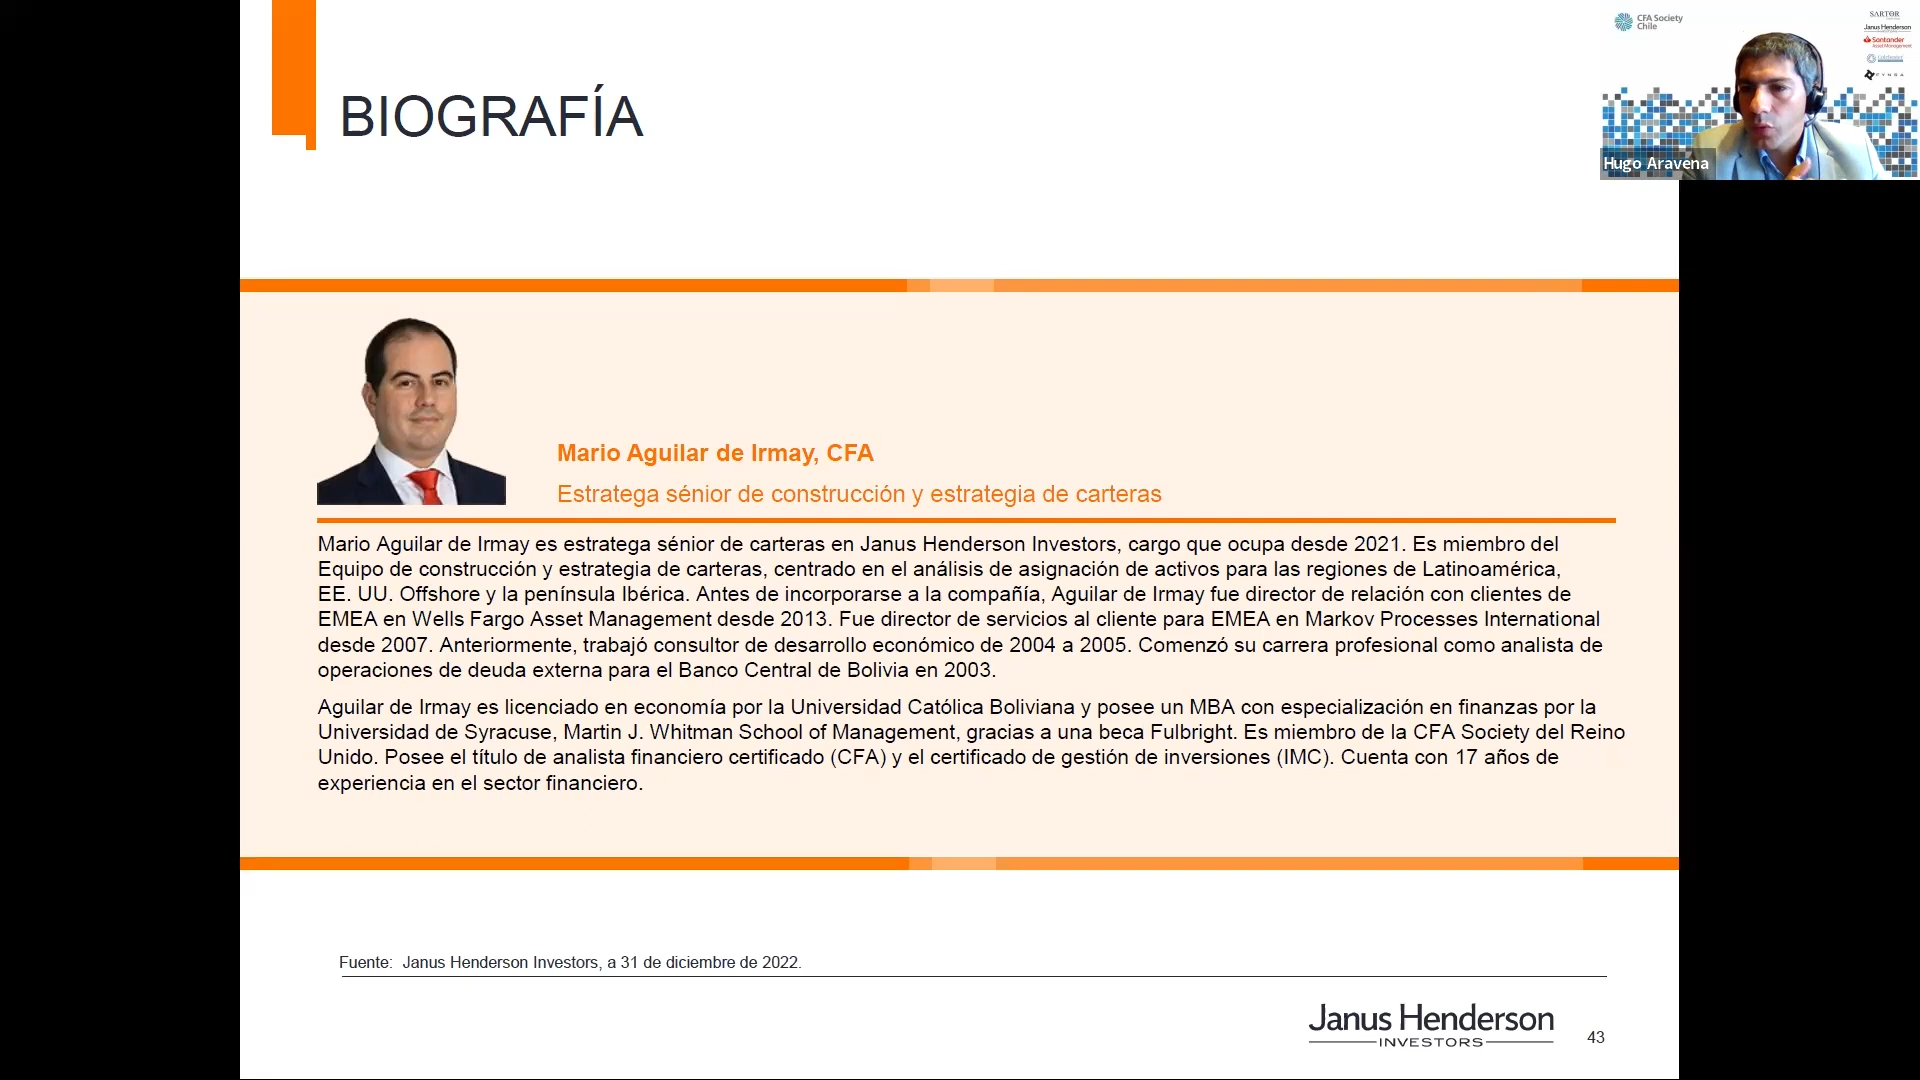 BIOGRAFÍA
CFA Society
Chile
SARTOR
Janus Henderson
Santander
Asset Management
FYNSA
Hugo Aravena
Mario Aguilar de Irmay, CFA
Estratega sénior de construcción y estrategia de carteras
Mario Aguilar de Irmay es estratega sénior de carteras en Janus Henderson Investors, cargo que ocupa desde 2021. Es miembro del
Equipo de construcción y estrategia de carteras, centrado en el análisis de asignación de activos para las regiones de Latinoamérica,
EE. UU. Offshore y la península Ibérica. Antes de incorporarse a la compañía, Aguilar de Irmay fue director de relación con clientes de
EMEA en Wells Fargo Asset Management desde 2013. Fue director de servicios al cliente para EMEA en Markov Processes International
desde 2007. Anteriormente, trabajó consultor de desarrollo económico de 2004 a 2005. Comenzó su carrera profesional como analista de
operaciones de deuda externa para el Banco Central de Bolivia en 2003.
Aguilar de Irmay es licenciado en economía por la Universidad Católica Boliviana y posee un MBA con especialización en finanzas por la
Universidad de Syracuse, Martin J. Whitman School of Management, gracias a una beca Fulbright. Es miembro de la CFA Society del Reino
Unido. Posee el título de analista financiero certificado (CFA) y el certificado de gestión de inversiones (IMC). Cuenta con 17 años de
experiencia en el sector financiero.
Fuente: Janus Henderson Investors, a 31 de diciembre de 2022.
Janus Henderson
INVESTORS
43